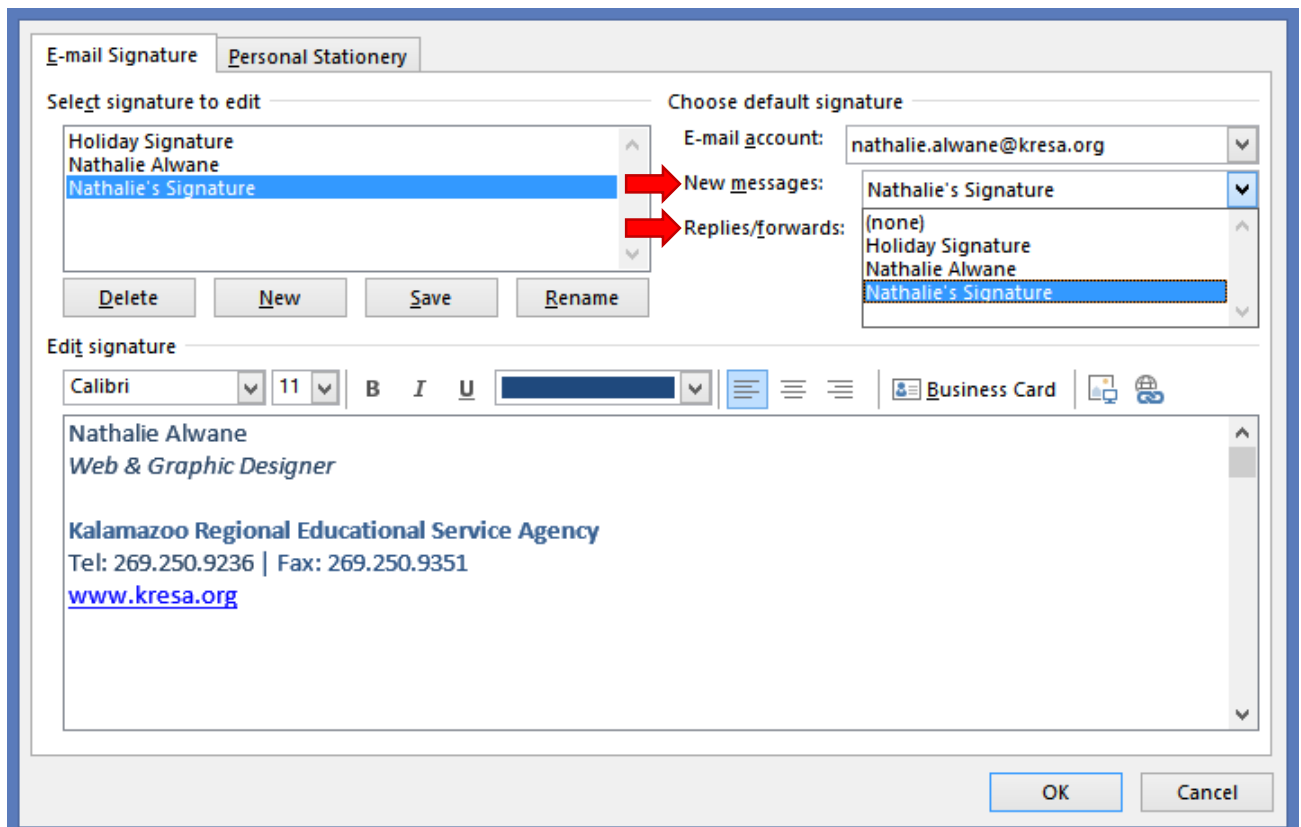 E-mail Signature
Personal Stationery
Select signature to edit
Holiday Signature
Nathalie Alwane
Nathalie's Signature
Delete
New
Save
Rename
Choose default signature
E-mail account:
nathalie.alwane@kresa.org
New messages:
Nathalie's Signature
Replies/forwards:
(none)
Holiday Signature
Nathalie Alwane
Nathalie's Signature
Edit signature
Calibri
11
B
I
U
Business Card
Nathalie Alwane
Web & Graphic Designer
Kalamazoo Regional Educational Service Agency
Tel: 269.250.9236 | Fax: 269.250.9351
www.kresa.org
OK
Cancel